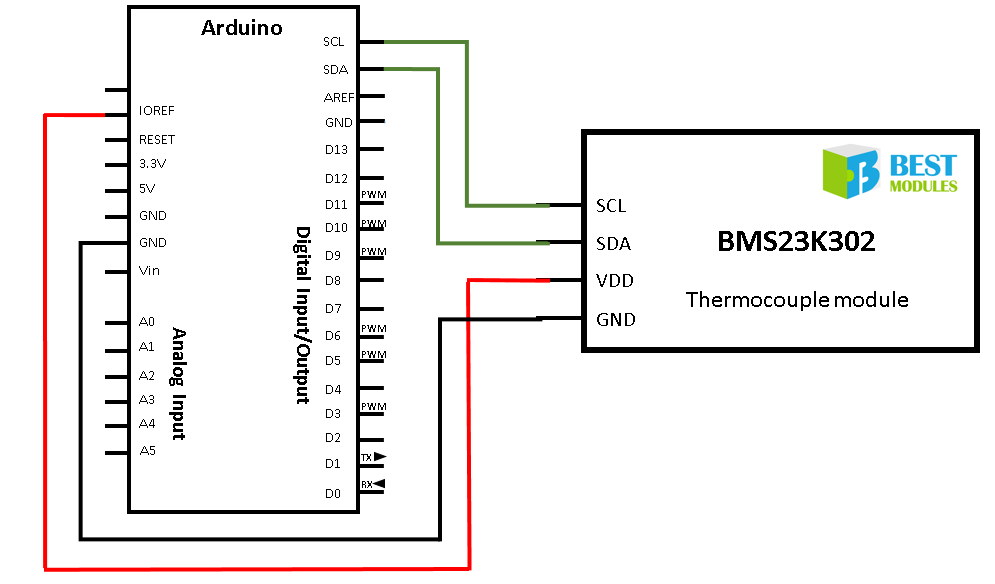 Arduino
SCL
SDA
AREF
GND
D13
D12
PWM
D11
PWM
D10
PWM
D9
D8
D7
PWM
D6
PWM
D5
D4
PWM
D3
D2
TX
D1
RX
D0
Digital Input/Output
IOREF
RESET
3.3V
5V
GND
GND
Vin
A0
A1
A2
A3
A4
A5
Analog Input
BEST
MODULES
SCL
SDA
VDD
GND
BMS23K302
Thermocouple module